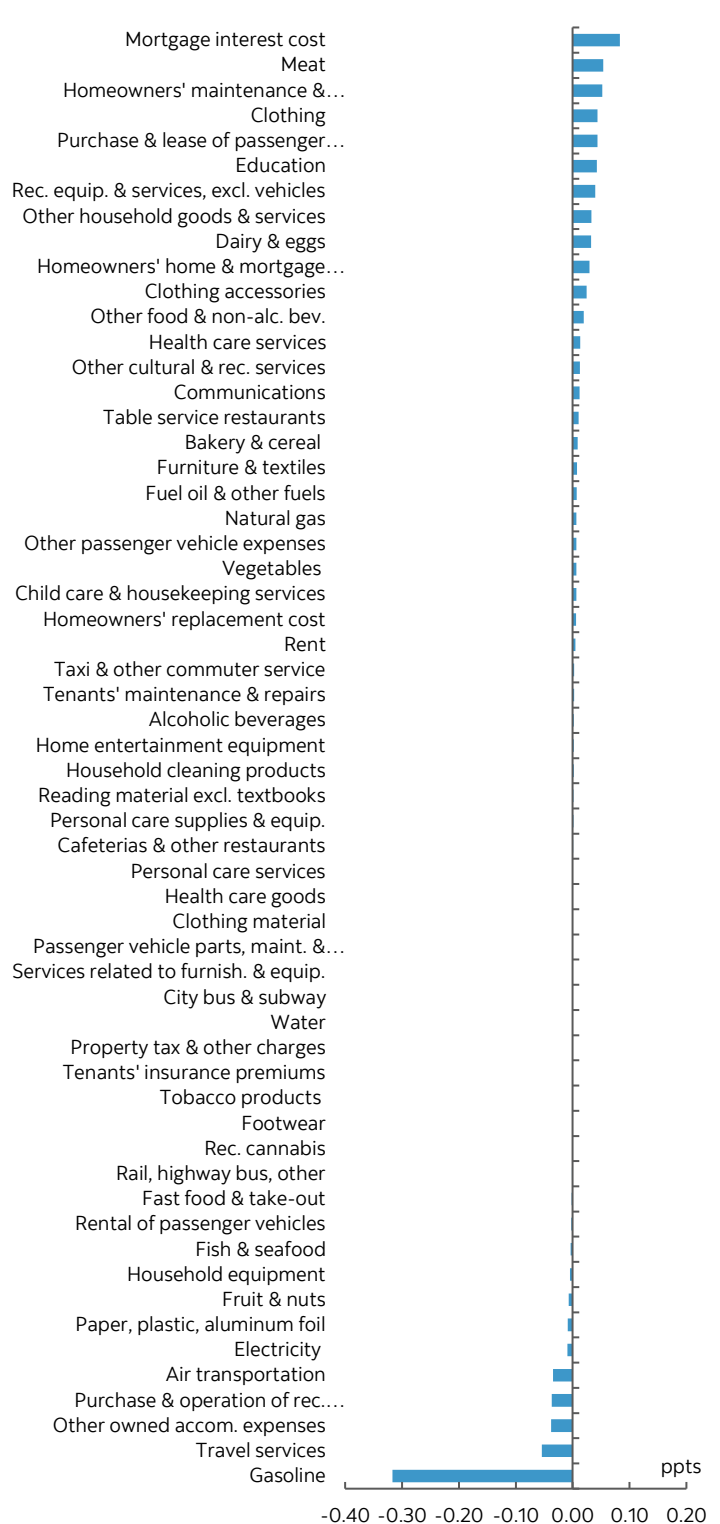 Mortgage interest cost
Meat
Homeowners' maintenance &...
Clothing
Purchase & lease of passenger...
Education
Rec. equip. & services, excl. vehicles
Other household goods & services
Dairy & eggs
Homeowners' home & mortgage...
Clothing accessories
Other food & non-alc. bev.
Health care services
Other cultural & rec. services
Communications
Table service restaurants
Bakery & cereal
Furniture & textiles
Fuel oil & other fuels
Natural gas
Other passenger vehicle expenses
Vegetables
Child care & housekeeping services
Homeowners' replacement cost
Rent
Taxi & other commuter service
Tenants' maintenance & repairs
Alcoholic beverages
Home entertainment equipment
Household cleaning products
Reading material excl. textbooks
Personal care supplies & equip.
Cafeterias & other restaurants
Personal care services
Health care goods
Clothing material
Passenger vehicle parts, maint. &...
Services related to furnish. & equip.
City bus & subway
Water
Property tax & other charges
Tenants' insurance premiums
Tobacco products
Footwear
Rec. cannabis
Rail, highway bus, other
Fast food & take-out
Rental of passenger vehicles
Fish & seafood
Household equipment
Fruit & nuts
Paper, plastic, aluminum foil
Electricity
Air transportation
Purchase & operation of rec....
Other owned accom. expenses
Travel services
Gasoline
ppts
-0.40 -0.30 -0.20 -0.10 0.00 0.10 0.20